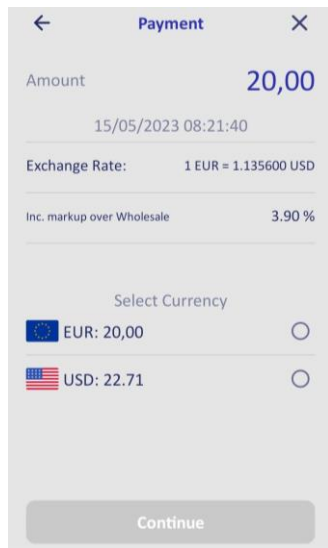 Payment
Amount 20,00
15/05/2023 08:21:40
Exchange Rate: 1 EUR = 1.135600 USD
Inc. markup over Wholesale 3.90 %
Select Currency
EUR: 20,00
USD: 22.71
Continue